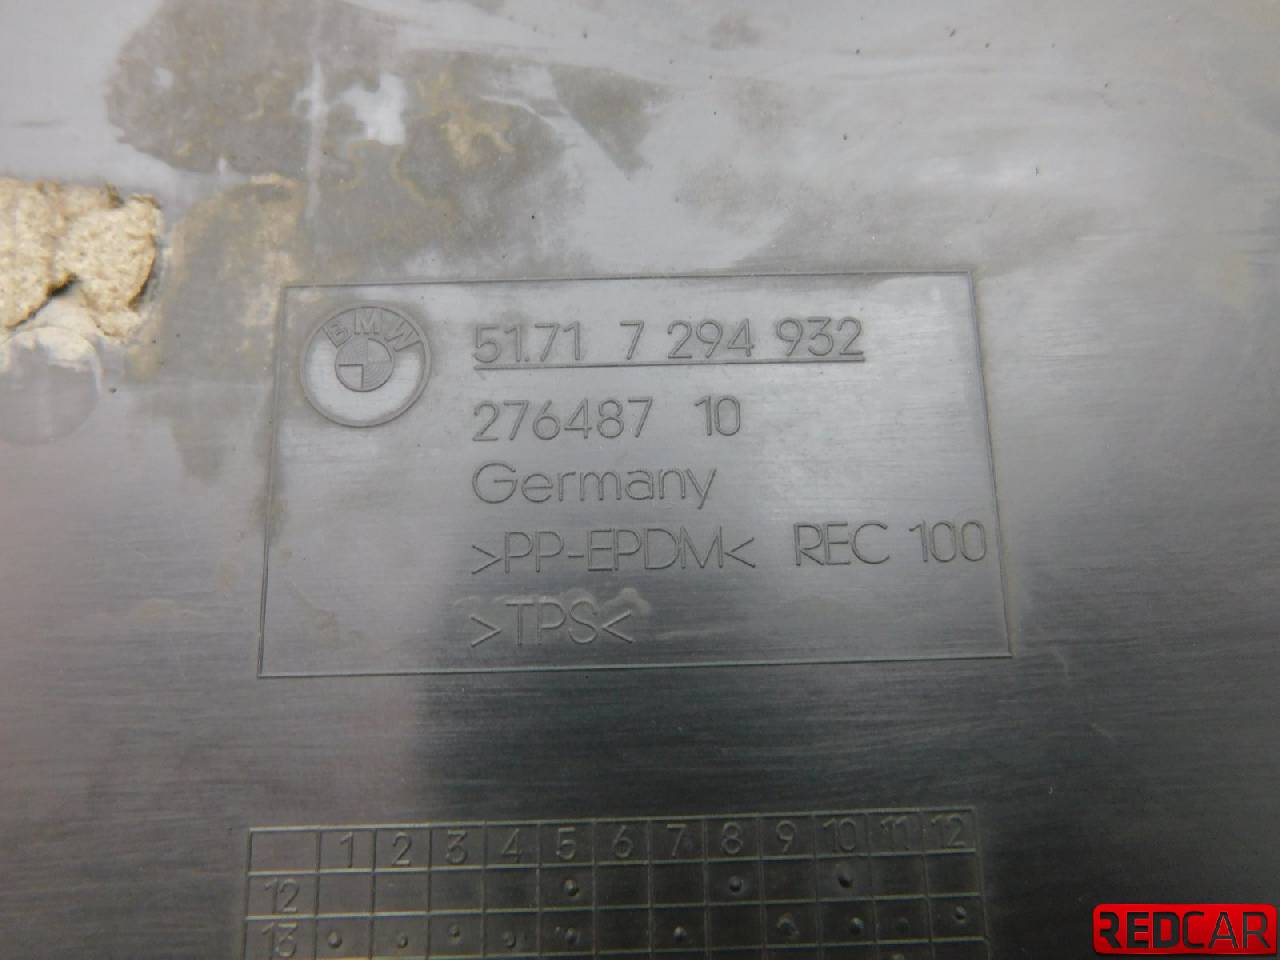 BMW
51.71 7 294 932
276487 10
Germany
>PP-EPDM< REC 100
>TPS<
1 2 3 4 5 6 7 8 9 10 11 12
12
13
REDCAR